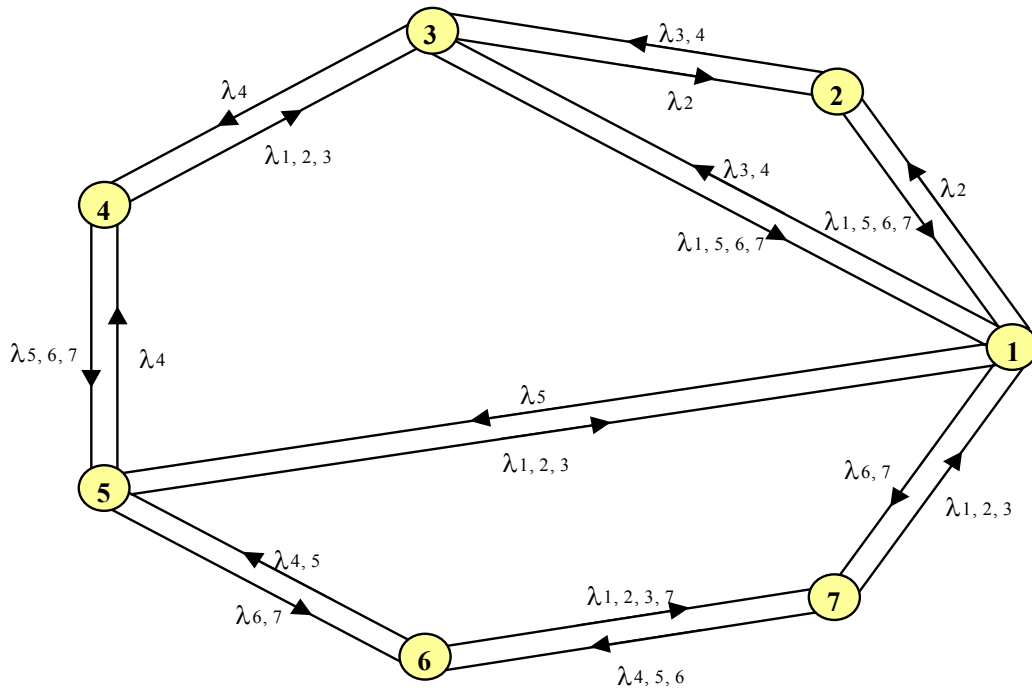 3
λ3, 4
2
λ2
λ4
λ1, 2, 3
λ3, 4
λ2
4
λ1, 5, 6, 7
λ1, 5, 6, 7
1
λ5, 6, 7
λ4
λ5
λ1, 2, 3
λ6, 7
λ1, 2, 3
5
λ4, 5
λ6, 7
λ1, 2, 3, 7
7
6
λ4, 5, 6